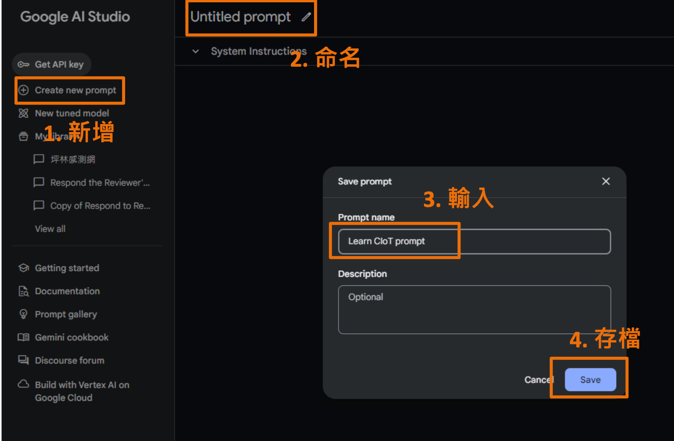 Google AI Studio
Get API key
Create new prompt
New tuned model
1. 新增
My library
坪林感測網
Respond the Reviewer'...
Copy of Respond to Re...
View all
Getting started
Documentation
Prompt gallery
Gemini cookbook
Discourse forum
Build with Vertex AI on
Google Cloud
Untitled prompt
System Instructions
2. 命名
Save prompt
3. 輸入
Prompt name
Learn CIoT prompt
Description
Optional
4. 存檔
Cancel
Save